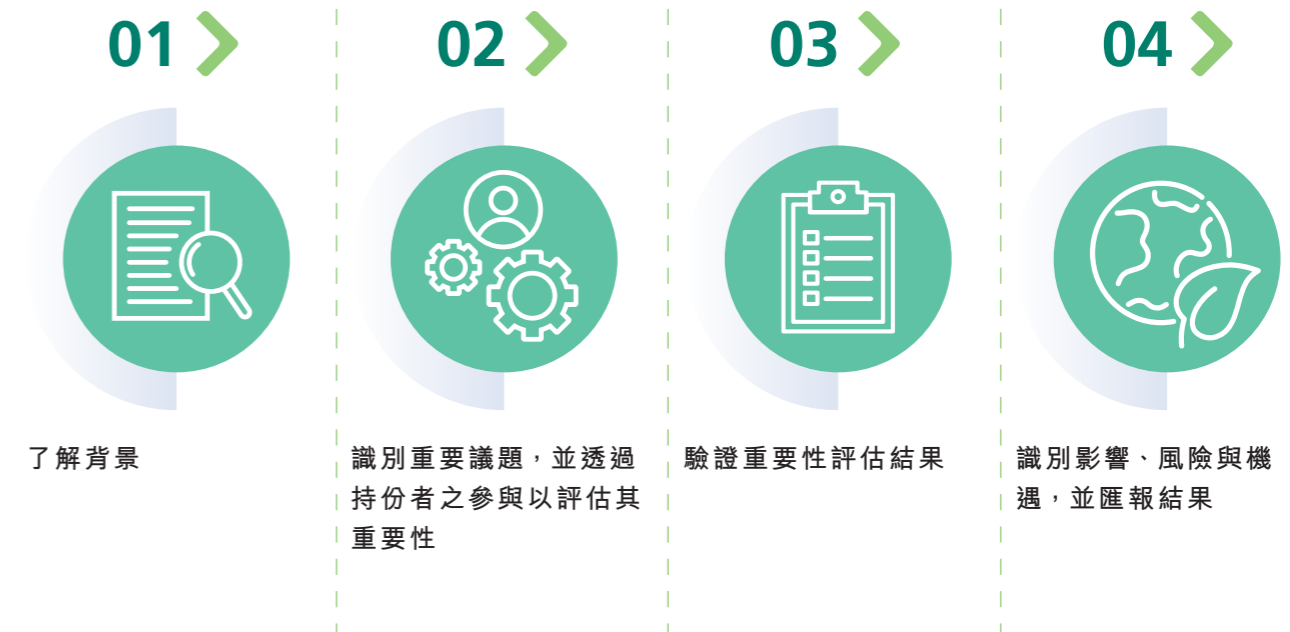 01
02
03
04
了解背景
識別重要議題，並透過
持份者之參與以評估其
重要性
驗證重要性評估結果
識別影響、風險與機
遇，並匯報結果